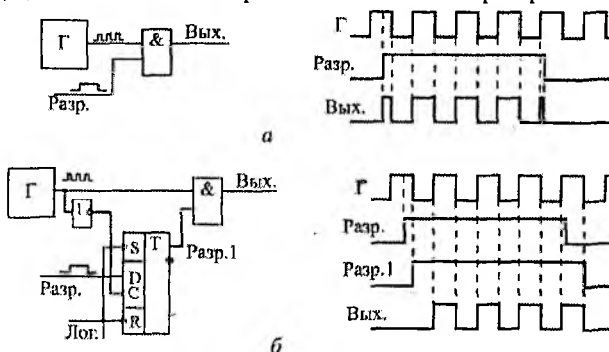 Г
&
Вых.
Разр.
Г
Разр.
Вых.
а
Г
1
&
Вых.
S
T
D
C
R
Разр.1
Разр.
Лог.1
Г
Разр.
Разр.1
Вых.
б